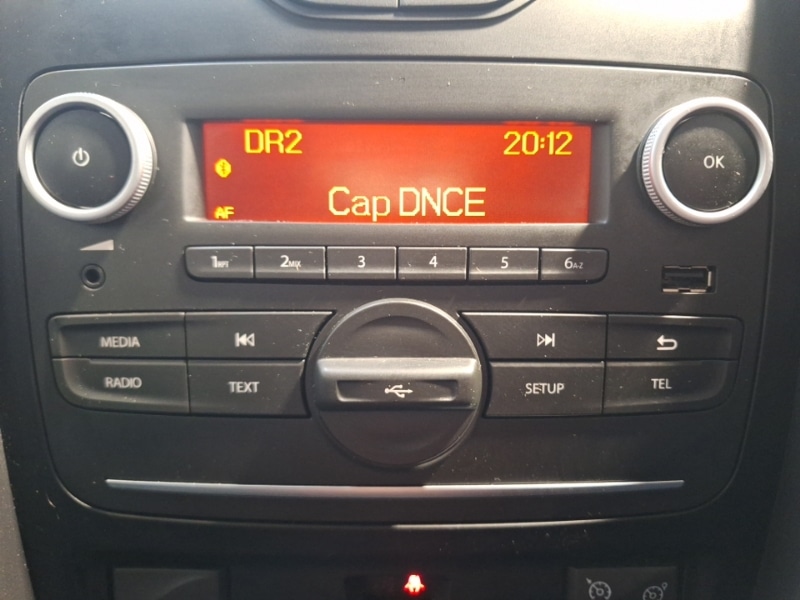 DR2 20:12
i
AF Cap DNCE
OK
1RPT 2MIX 3 4 5 6A-Z
MEDIA
RADIO TEXT SETUP TEL